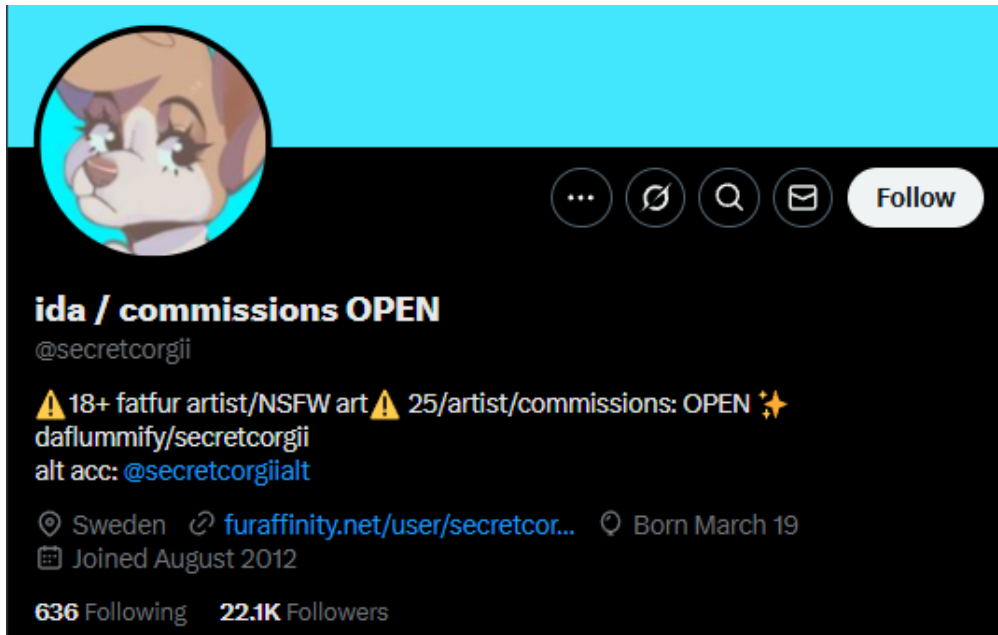 Follow
ida / commissions OPEN
@secretcorgii
⚠️18+ fatfur artist/NSFW art⚠️ 25/artist/commissions: OPEN ✨
daflummify/secretcorgii
alt acc: @secretcorgiialt
Sweden furaffinity.net/user/secretcor... Born March 19
Joined August 2012
636 Following 22.1K Followers